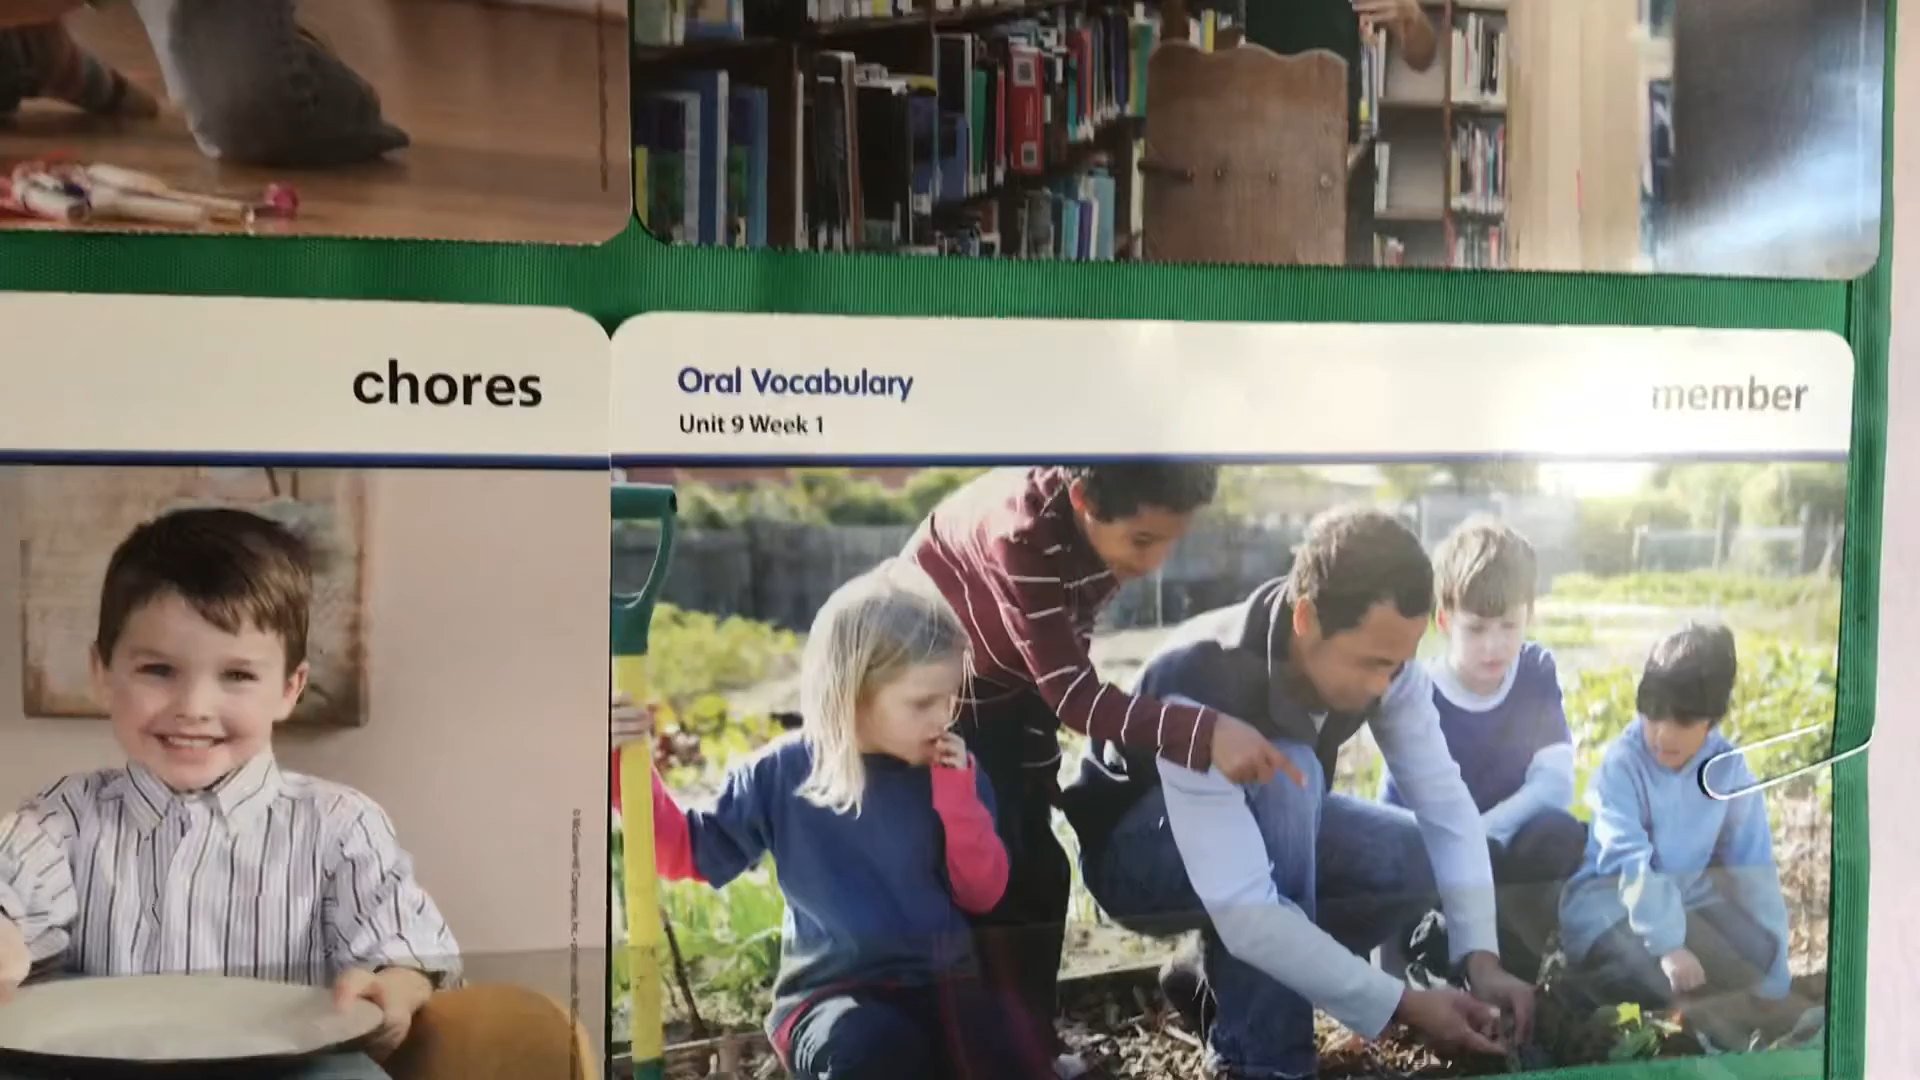 chores
Oral Vocabulary
Unit 9 Week 1
member